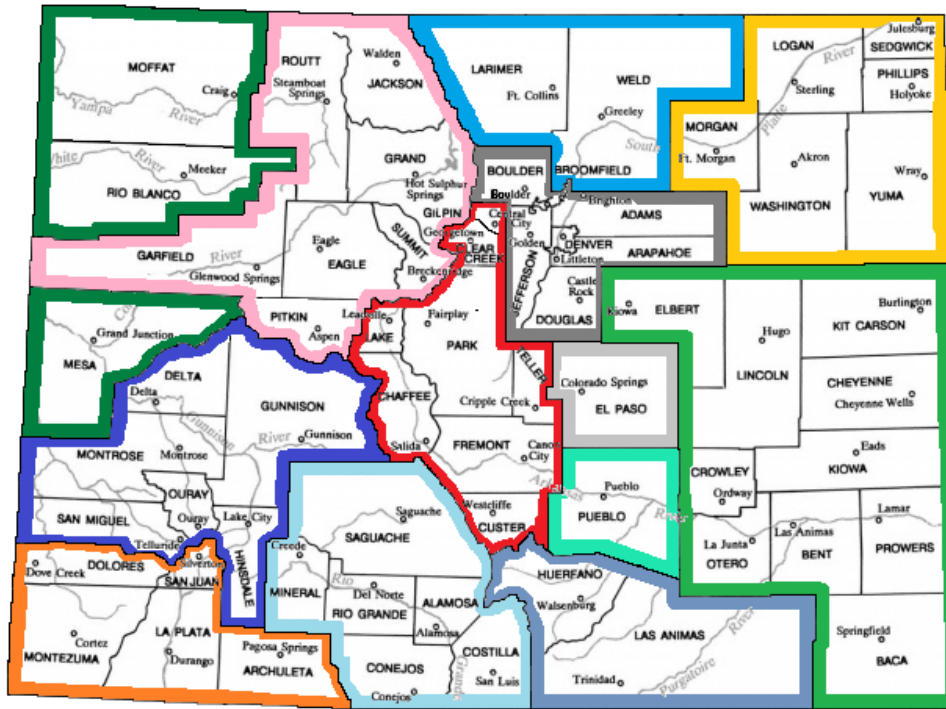 MOFFAT
Craig
Yampa
River
White
River
Meeker
RIO BLANCO
ROUTT
Steamboat
Springs
Walden
JACKSON
GRAND
Hot Sulphur
Springs
LARIMER
Ft. Collins
WELD
Greeley
South
Platte
River
LOGAN
Sterling
Julesburg
SEDGWICK
PHILLIPS
Holyoke
MORGAN
Ft. Morgan
WASHINGTON
Akron
YUMA
Wray
BOULDER
Boulder
BROOMFIELD
Brighton
ADAMS
DENVER
Littleton
ARAPAHOE
GILPIN
Central
City
Georgetown
CLEAR
CREEK
Golden
JEFFERSON
Castle
Rock
DOUGLAS
GARFIELD
River
Glenwood Springs
Eagle
EAGLE
SUMMIT
Breckenridge
PITKIN
Aspen
Leadville
LAKE
Fairplay
PARK
TELLER
Cripple Creek
Kiowa
ELBERT
Hugo
LINCOLN
Burlington
KIT CARSON
CHEYENNE
Cheyenne Wells
Colorado Springs
EL PASO
Grand Junction
MESA
DELTA
Delta
GUNNISON
Gunnison
Gunnison
River
MONTROSE
Montrose
OURAY
Ouray
CHAFFEE
Salida
FREMONT
Canon
City
Westcliffe
CUSTER
Arkansas
River
Pueblo
PUEBLO
CROWLEY
Ordway
Eads
KIOWA
La Junta
OTERO
Las Animas
BENT
Lamar
PROWERS
SAN MIGUEL
Telluride
Lake City
HINSDALE
DOLORES
Dove Creek
Silverton
SAN JUAN
Creede
MINERAL
Saguache
SAGUACHE
Rio
Grande
Del Norte
RIO GRANDE
ALAMOSA
Alamosa
HUERFANO
Walsenburg
LAS ANIMAS
Trinidad
Purgatoire
River
Springfield
BACA
Cortez
MONTEZUMA
LA PLATA
Durango
Pagosa Springs
ARCHULETA
CONEJOS
Conejos
COSTILLA
San Luis